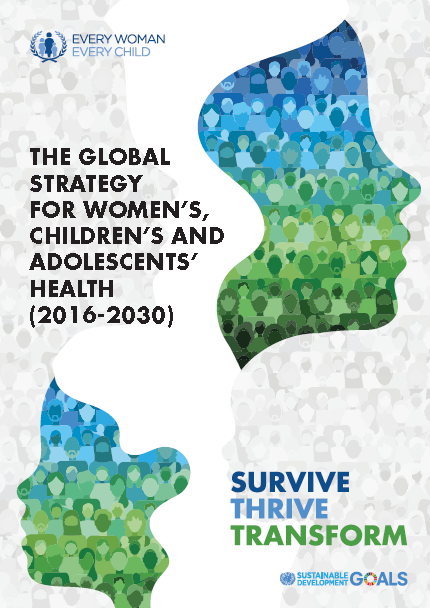 EVERY WOMAN
EVERY CHILD
THE GLOBAL
STRATEGY
FOR WOMEN'S,
CHILDREN'S AND
ADOLESCENTS'
HEALTH
(2016-2030)
SURVIVE
THRIVE
TRANSFORM
SUSTAINABLE
DEVELOPMENT GOALS